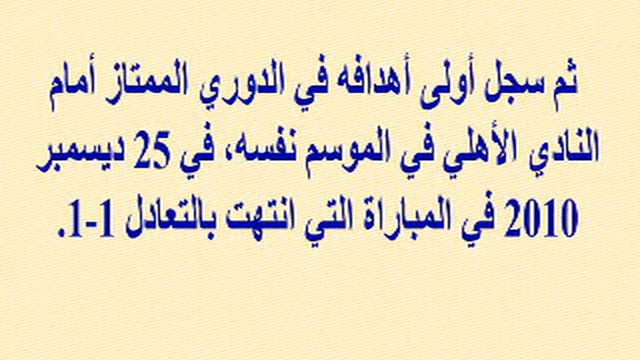 ثم سجل أولى أهدافه في الدوري الممتاز أمام
النادي الأهلي في الموسم نفسه، في 25 ديسمبر
2010 في المباراة التي انتهت بالتعادل 1-1.